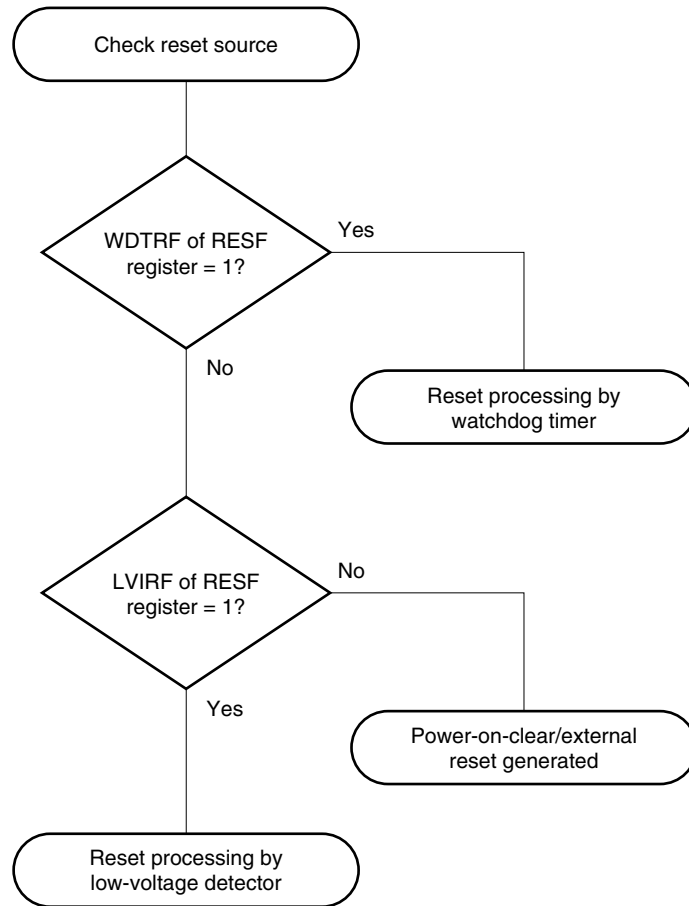 Check reset source
WDTRF of RESF
register = 1?
Yes
No
Reset processing by
watchdog timer
LVIRF of RESF
register = 1?
No
Yes
Power-on-clear/external
reset generated
Reset processing by
low-voltage detector